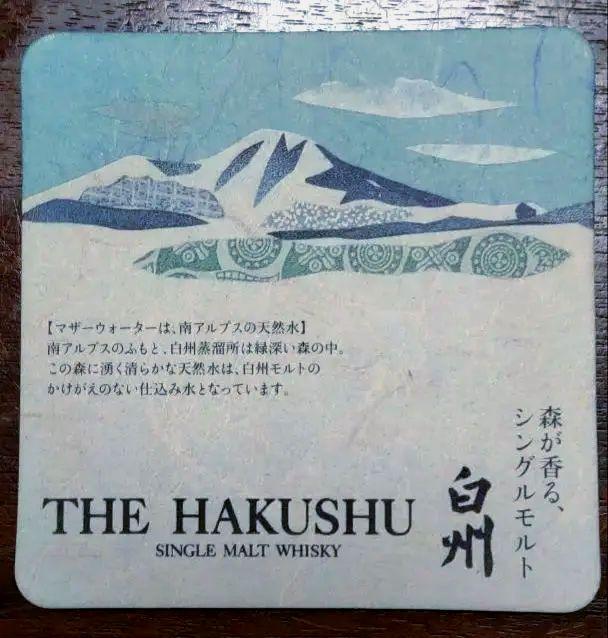 【マザーウォーターは、南アルプスの天然水】
南アルプスのふもと、白州蒸溜所は緑深い森の中。
この森に湧く清らかな天然水は、白州モルトの
かけがえのない仕込み水となっています。
森が香る、
シングルモルト
白州
THE HAKUSHU
SINGLE MALT WHISKY